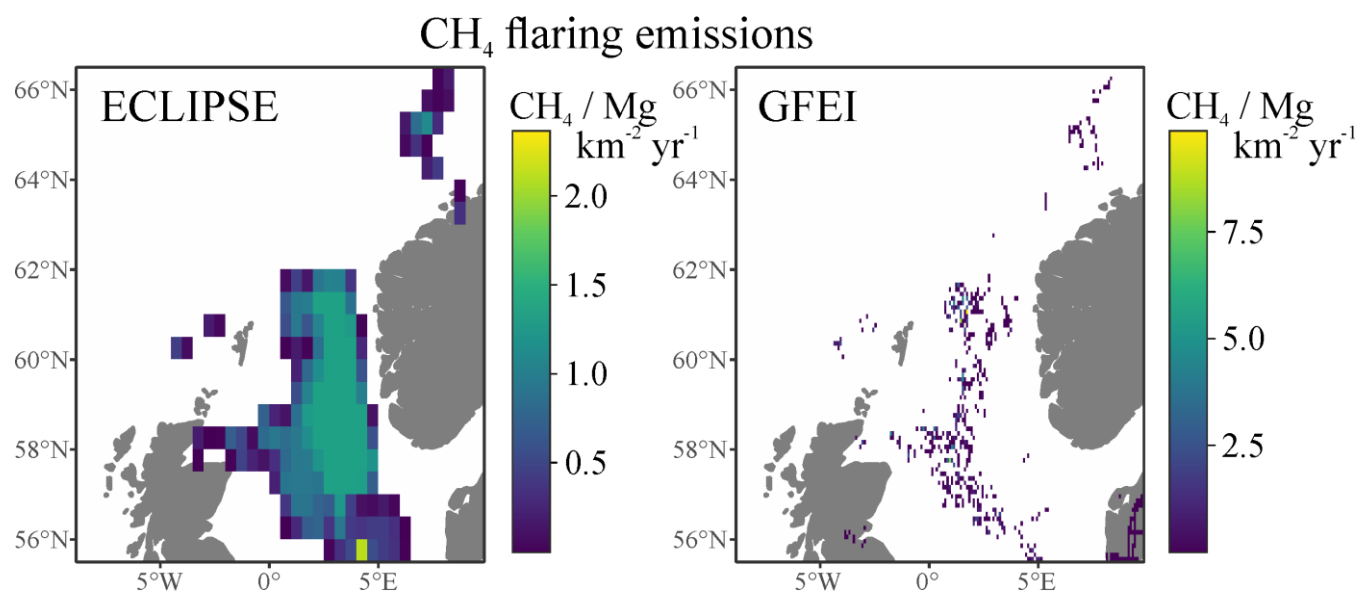 CH₄ flaring emissions
ECLIPSE
66°N
64°N
62°N
60°N
58°N
56°N
5°W 0° 5°E
CH₄ / Mg
km⁻² yr⁻¹
2.0
1.5
1.0
0.5
GFEI
66°N
64°N
62°N
60°N
58°N
56°N
5°W 0° 5°E
CH₄ / Mg
km⁻² yr⁻¹
7.5
5.0
2.5